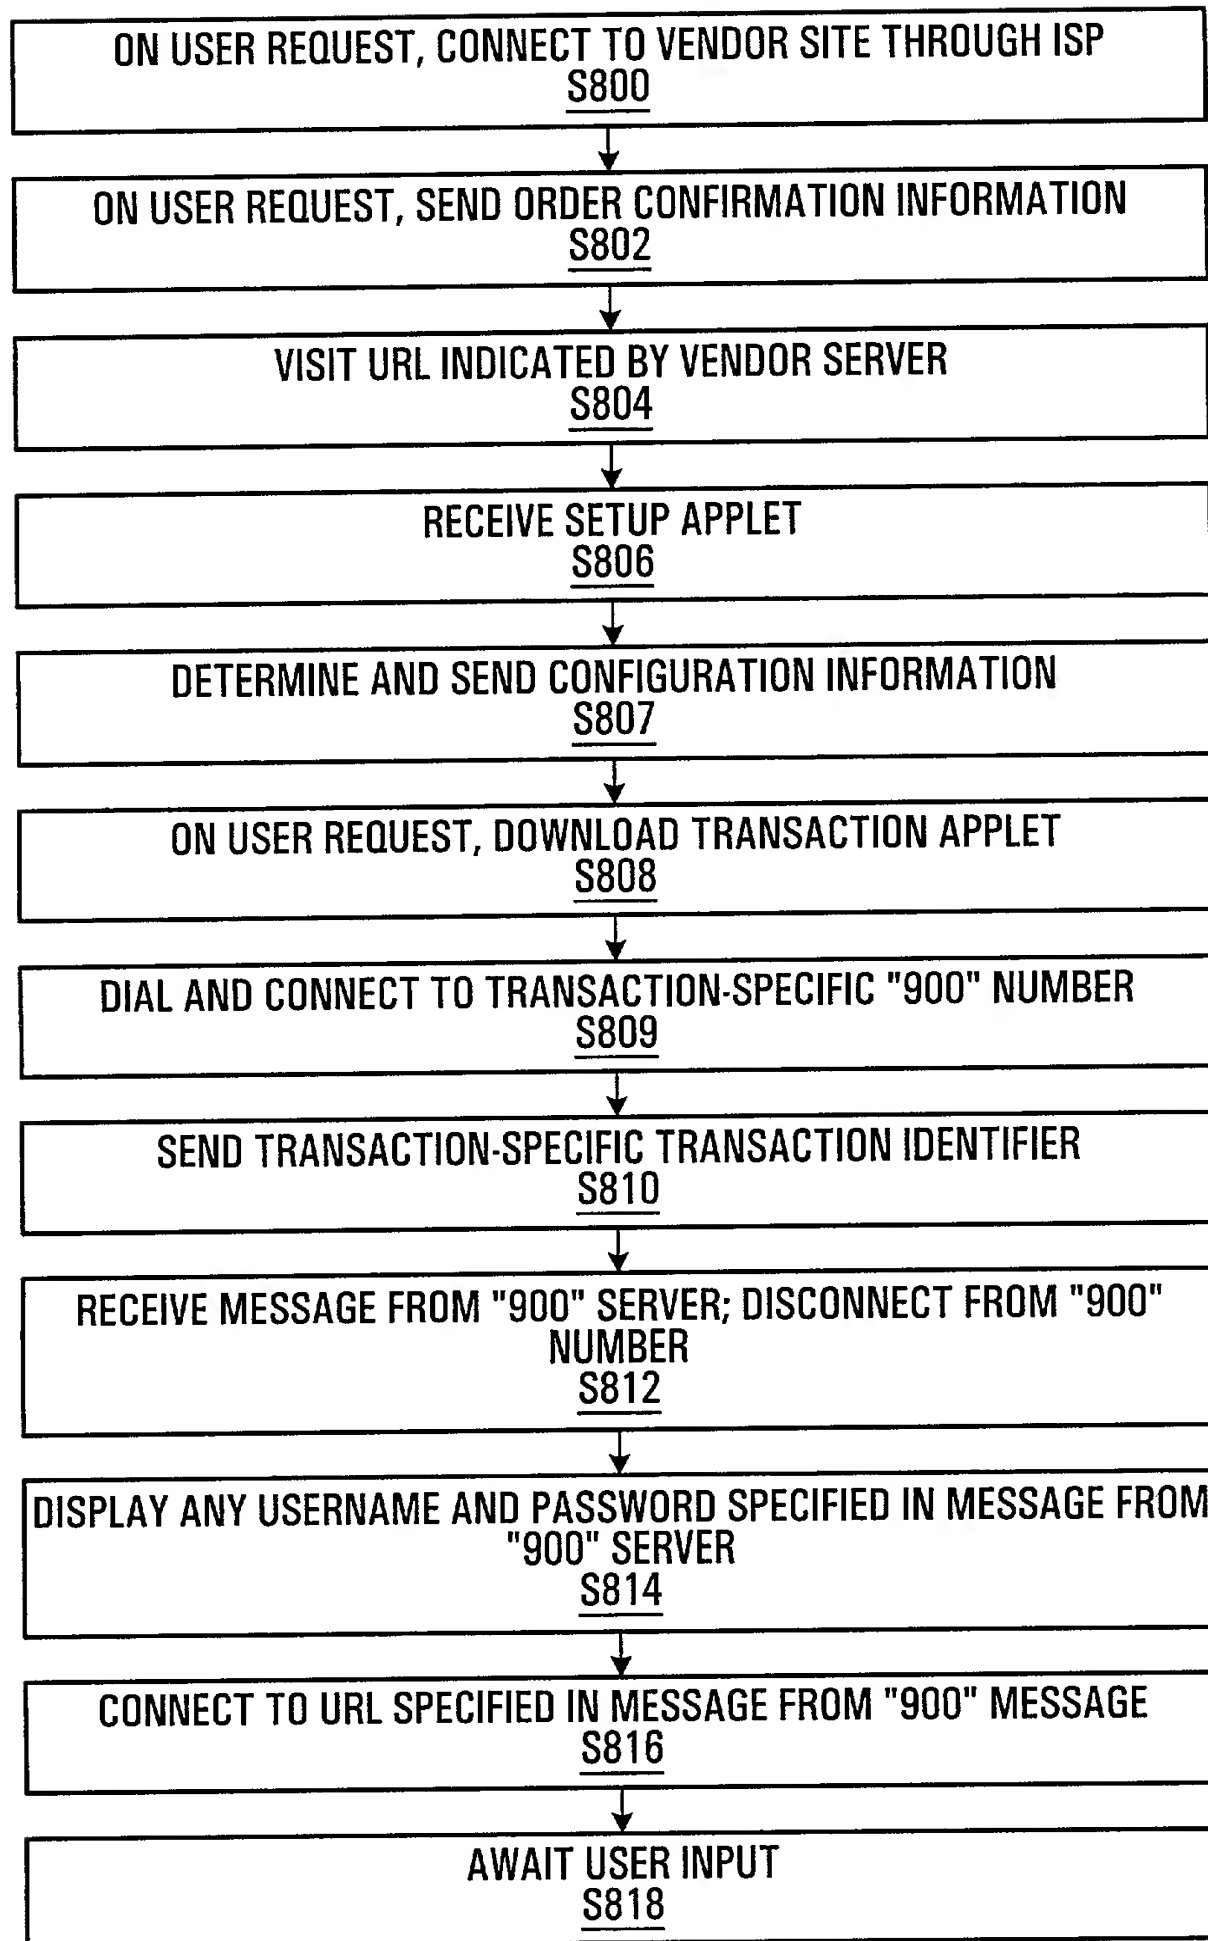 ON USER REQUEST, CONNECT TO VENDOR SITE THROUGH ISP
S800
ON USER REQUEST, SEND ORDER CONFIRMATION INFORMATION
S802
VISIT URL INDICATED BY VENDOR SERVER
S804
RECEIVE SETUP APPLET
S806
DETERMINE AND SEND CONFIGURATION INFORMATION
S807
ON USER REQUEST, DOWNLOAD TRANSACTION APPLET
S808
DIAL AND CONNECT TO TRANSACTION-SPECIFIC "900" NUMBER
S809
SEND TRANSACTION-SPECIFIC TRANSACTION IDENTIFIER
S810
RECEIVE MESSAGE FROM "900" SERVER; DISCONNECT FROM "900"
NUMBER
S812
DISPLAY ANY USERNAME AND PASSWORD SPECIFIED IN MESSAGE FROM
"900" SERVER
S814
CONNECT TO URL SPECIFIED IN MESSAGE FROM "900" MESSAGE
S816
AWAIT USER INPUT
S818